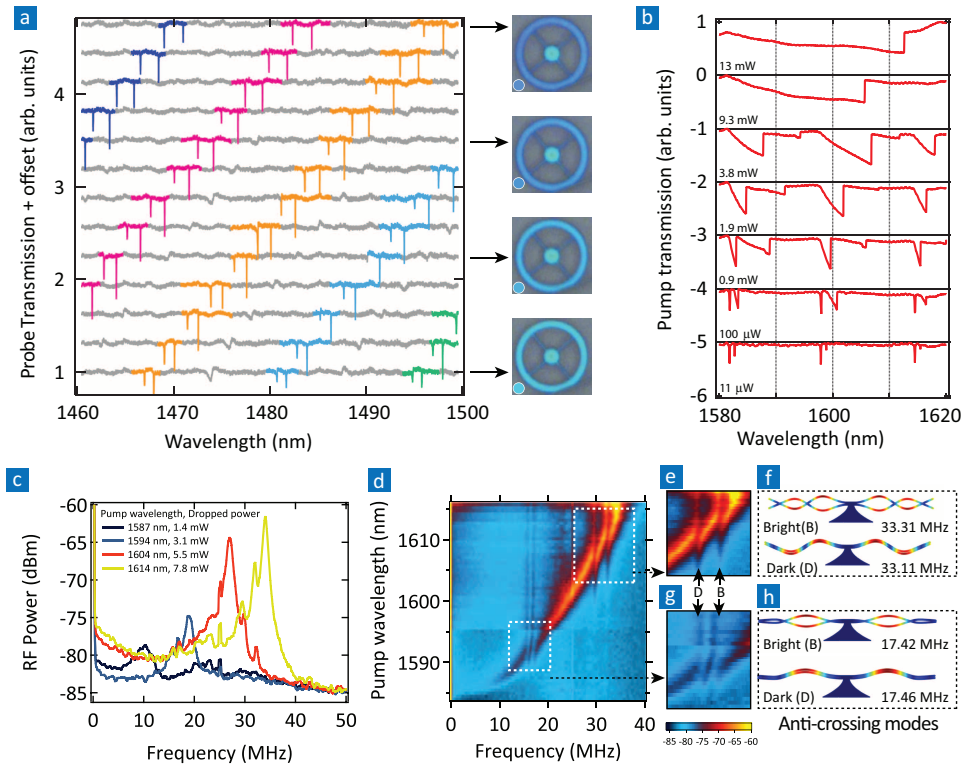 a
Probe Transmission + offset (arb. units)
4
3
2
1
1460
1470
1480
1490
1500
Wavelength (nm)
b
Pump transmission (arb. units)
1
0
-1
-2
-3
-4
-5
-6
13 mW
9.3 mW
3.8 mW
1.9 mW
0.9 mW
100 μW
11 μW
1580
1600
1620
Wavelength (nm)
c
RF Power (dBm)
-60
-65
-70
-75
-80
-85
Pump wavelength, Dropped power
1587 nm, 1.4 mW
1594 nm, 3.1 mW
1604 nm, 5.5 mW
1614 nm, 7.8 mW
0
10
20
30
40
50
Frequency (MHz)
d
Pump wavelength (nm)
1610
1600
1590
0
10
20
30
40
Frequency (MHz)
e
D
B
g
-85
-80
-75
-70
-65
-60
f
Bright(B)
33.31 MHz
Dark (D)
33.11 MHz
h
Bright (B)
17.42 MHz
Dark (D)
17.46 MHz
Anti-crossing modes